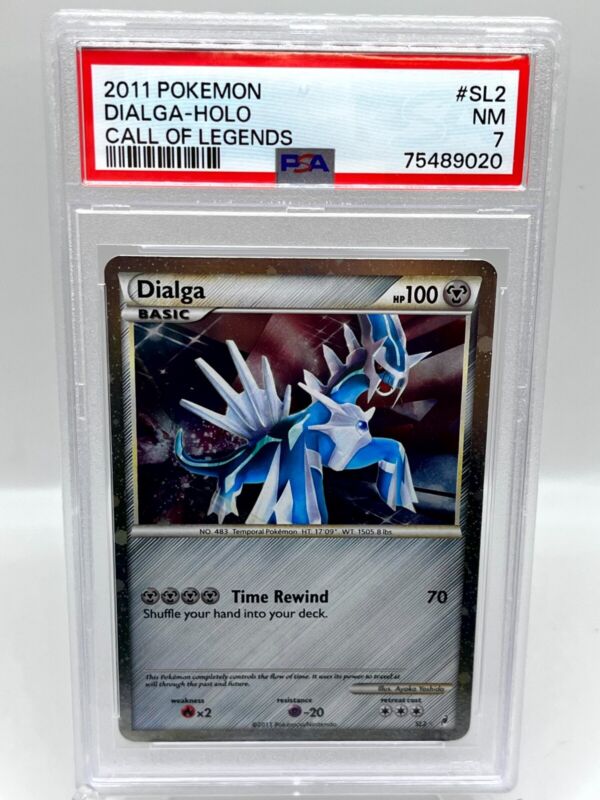 2011 POKEMON #SL2
DIALGA-HOLO NM
CALL OF LEGENDS 7
PSA 75489020
Dialga HP100
BASIC
NO. 483 Temporal Pokémon HT: 17'09" WT: 1505.8 lbs.
Time Rewind 70
Shuffle your hand into your deck.
This Pokémon completely controls the flow of time. It uses its power to travel at
will through the past and future.
Illus. Ayaka Yoshida
weakness resistance retreat cost
×2 -20
©2011 Pokémon/Nintendo SL2